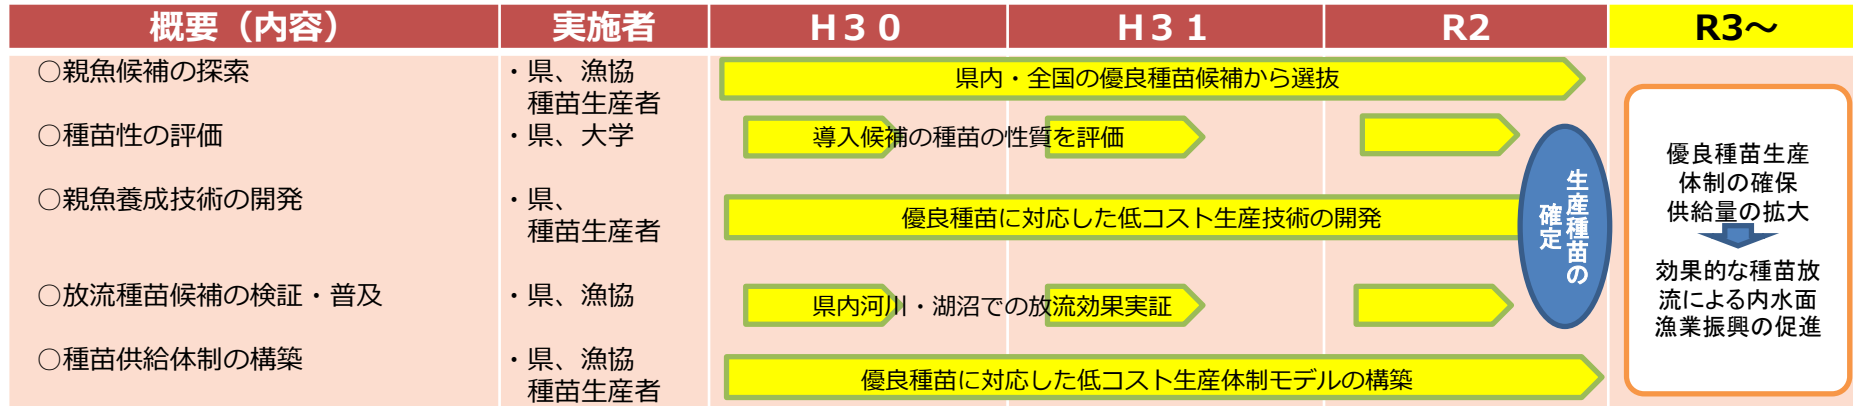 概要（内容） 実施者 Ｈ３０ Ｈ３１ R2 R3～
○親魚候補の探索 ・県、漁協
種苗生産者
県内・全国の優良種苗候補から選抜
○種苗性の評価 ・県、大学
導入候補の種苗の性質を評価
○親魚養成技術の開発 ・県、
種苗生産者
優良種苗に対応した低コスト生産技術の開発
○放流種苗候補の検証・普及 ・県、漁協
県内河川・湖沼での放流効果実証
○種苗供給体制の構築 ・県、漁協
種苗生産者
優良種苗に対応した低コスト生産体制モデルの構築
生産種苗の
確定
優良種苗生産
体制の確保
供給量の拡大
効果的な種苗放
流による内水面
漁業振興の促進